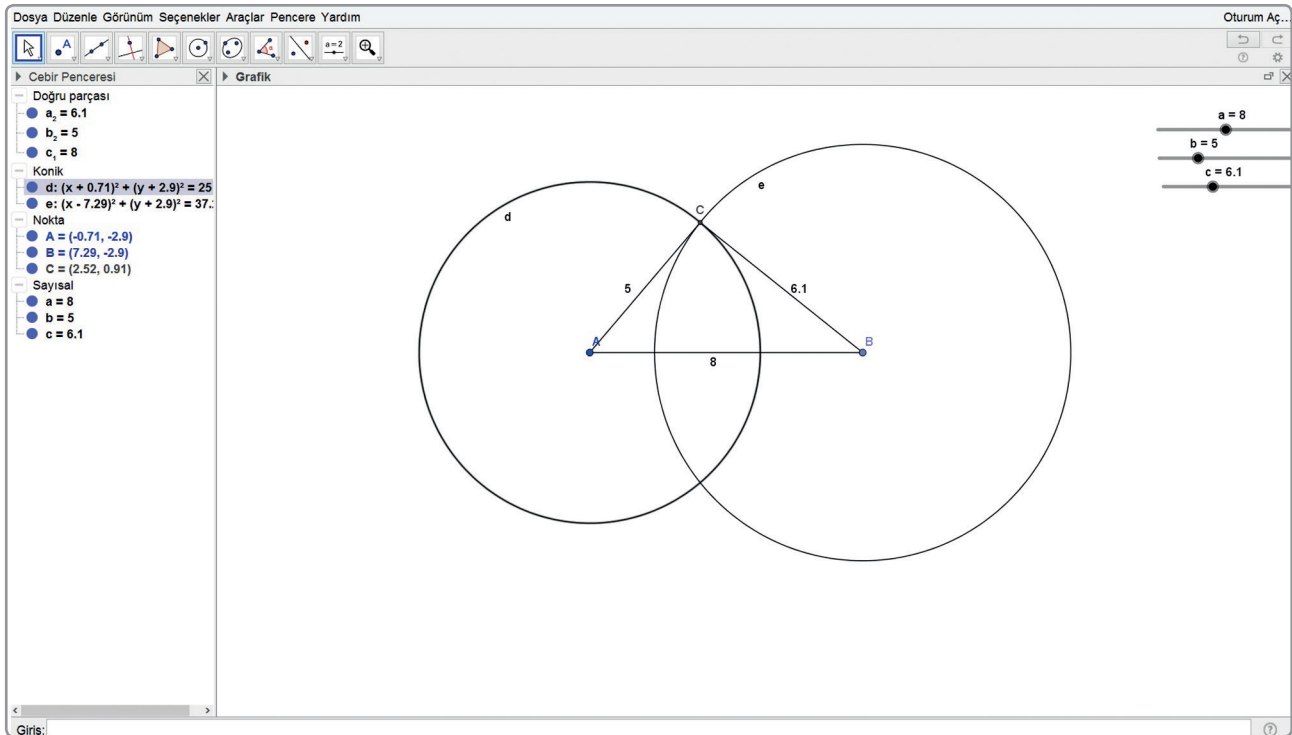 Dosya Düzenle Görünüm Seçenekler Araçlar Pencere Yardım
Oturum Aç...
A
a=2
Cebir Penceresi
Grafik
Doğru parçası
a₂ = 6.1
b₂ = 5
c₁ = 8
Konik
d: (x + 0.71)² + (y + 2.9)² = 25
e: (x - 7.29)² + (y + 2.9)² = 37.
Nokta
A = (-0.71, -2.9)
B = (7.29, -2.9)
C = (2.52, 0.91)
Sayısal
a = 8
b = 5
c = 6.1
a = 8
b = 5
c = 6.1
e
C
d
5
6.1
A
B
8
Giriş: